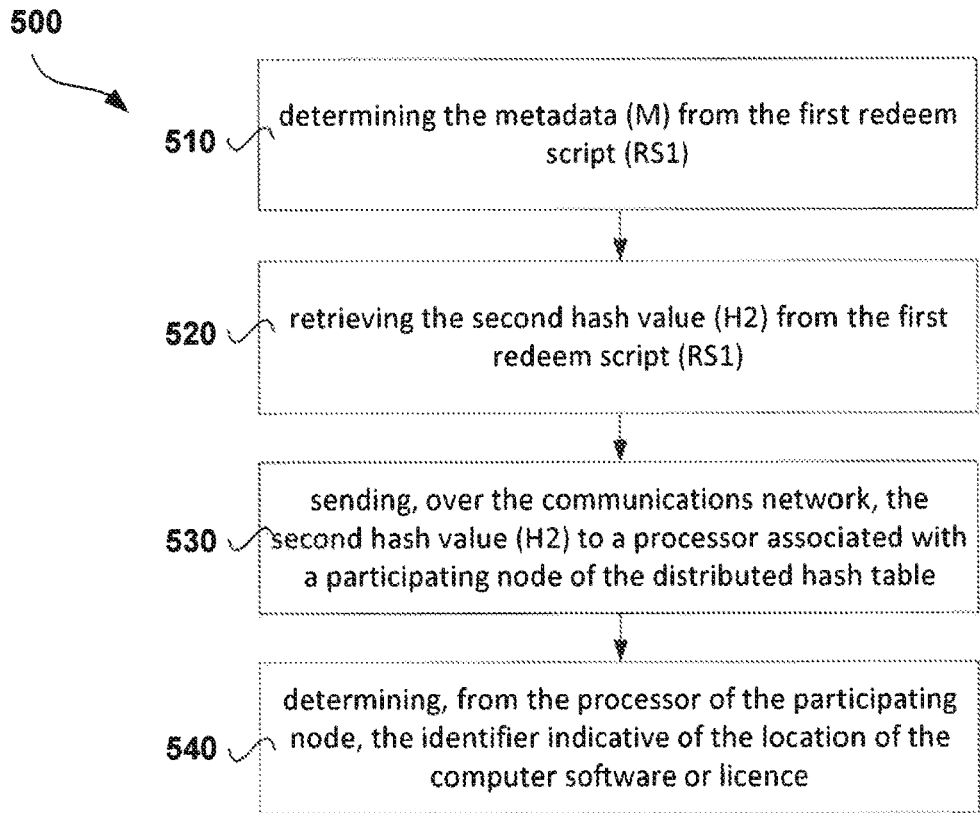 500
510
determining the metadata (M) from the first redeem
script (RS1)
520
retrieving the second hash value (H2) from the first
redeem script (RS1)
530
sending, over the communications network, the
second hash value (H2) to a processor associated with
a participating node of the distributed hash table
540
determining, from the processor of the participating
node, the identifier indicative of the location of the
computer software or licence